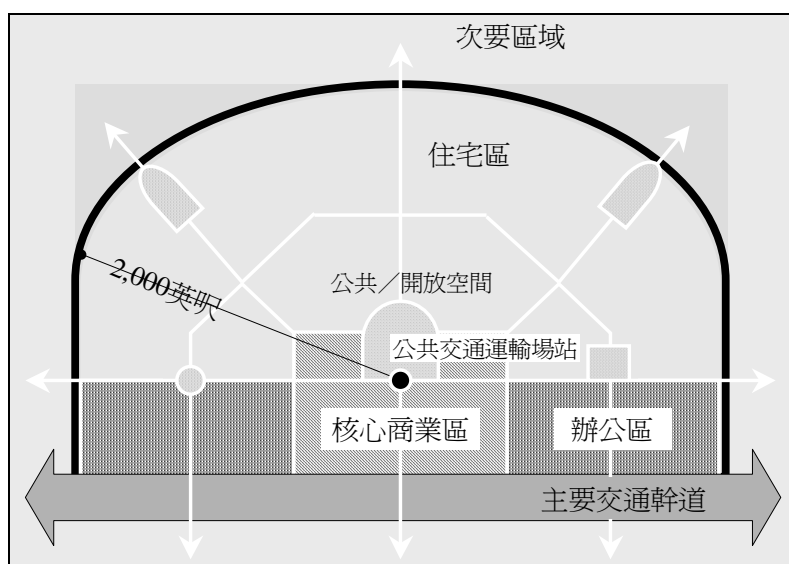 次要區域
住宅區
2,000英呎
公共／開放空間
公共交通運輸場站
核心商業區
辦公區
主要交通幹道